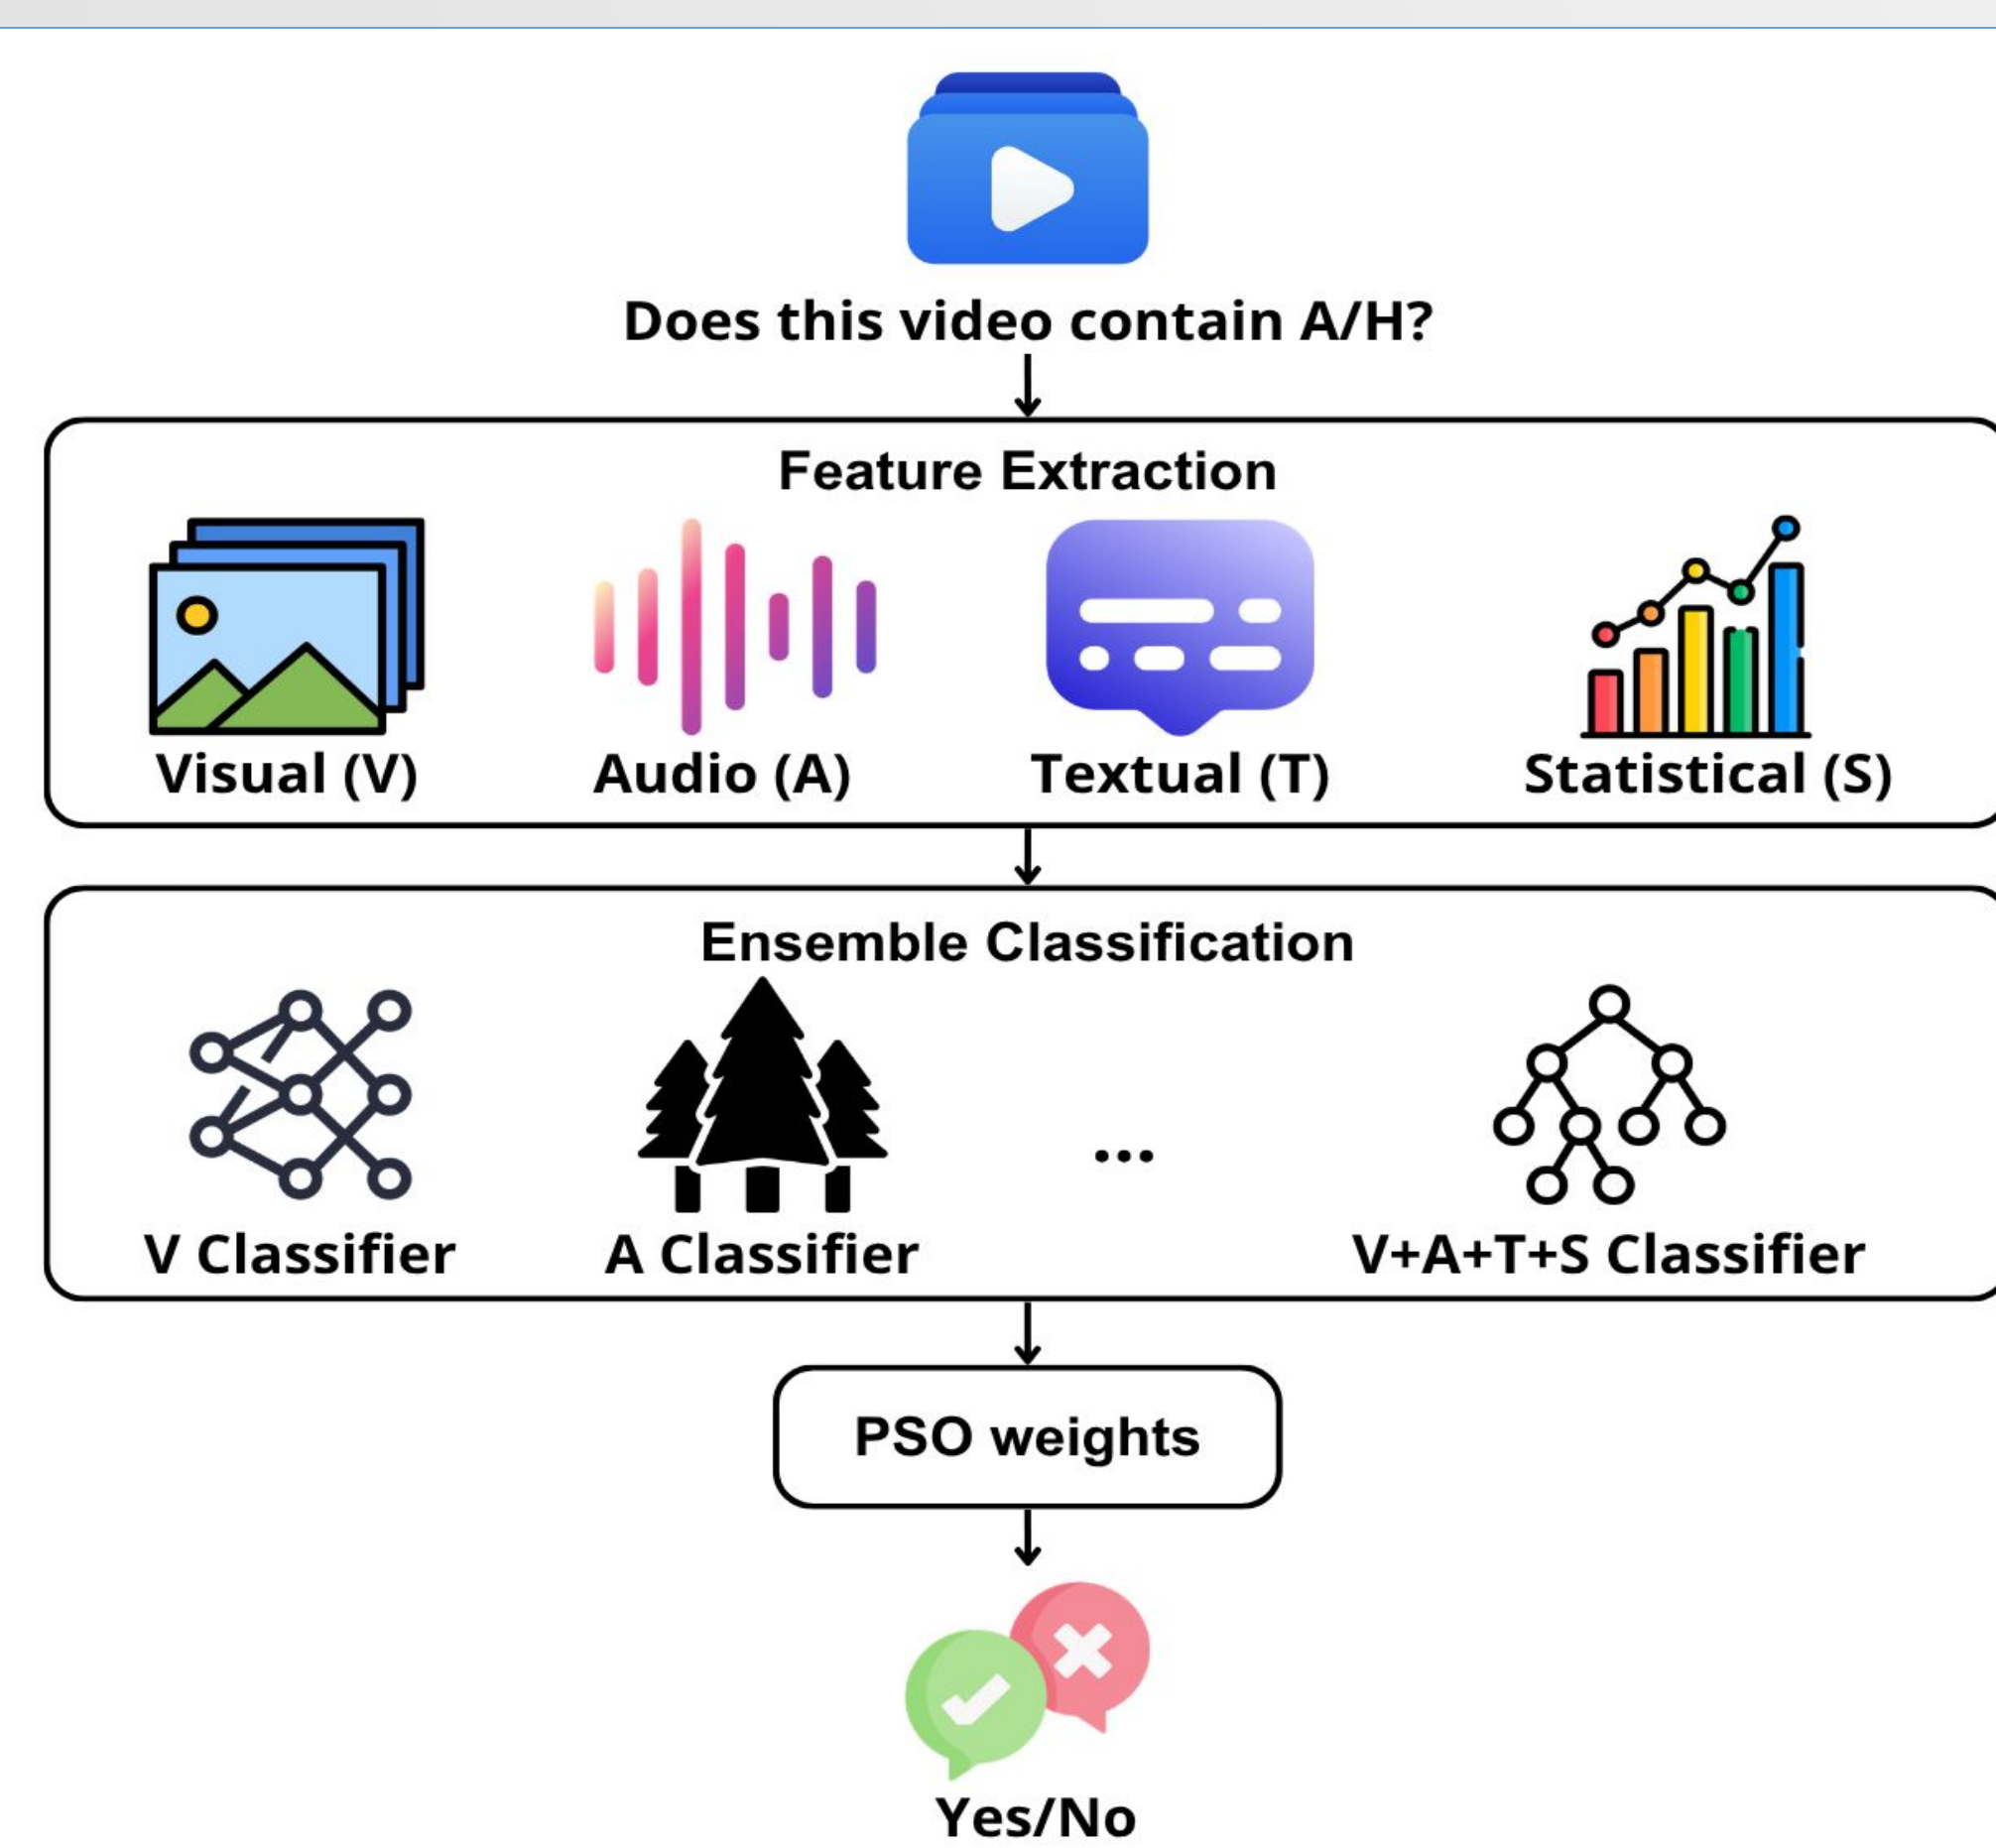 Does this video contain A/H?
Feature Extraction
Visual (V)
Audio (A)
Textual (T)
Statistical (S)
Ensemble Classification
...
V Classifier
A Classifier
V+A+T+S Classifier
PSO weights
Yes/No